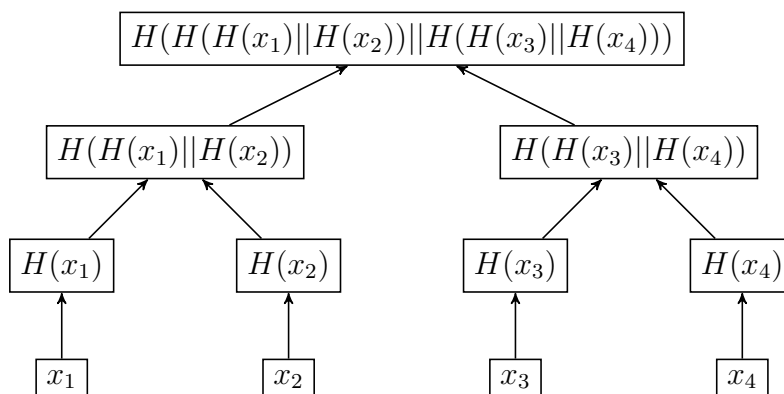 H(H(H(x₁)||H(x₂))||H(H(x₃)||H(x₄)))
H(H(x₁)||H(x₂)) H(H(x₃)||H(x₄))
H(x₁) H(x₂) H(x₃) H(x₄)
x₁ x₂ x₃ x₄